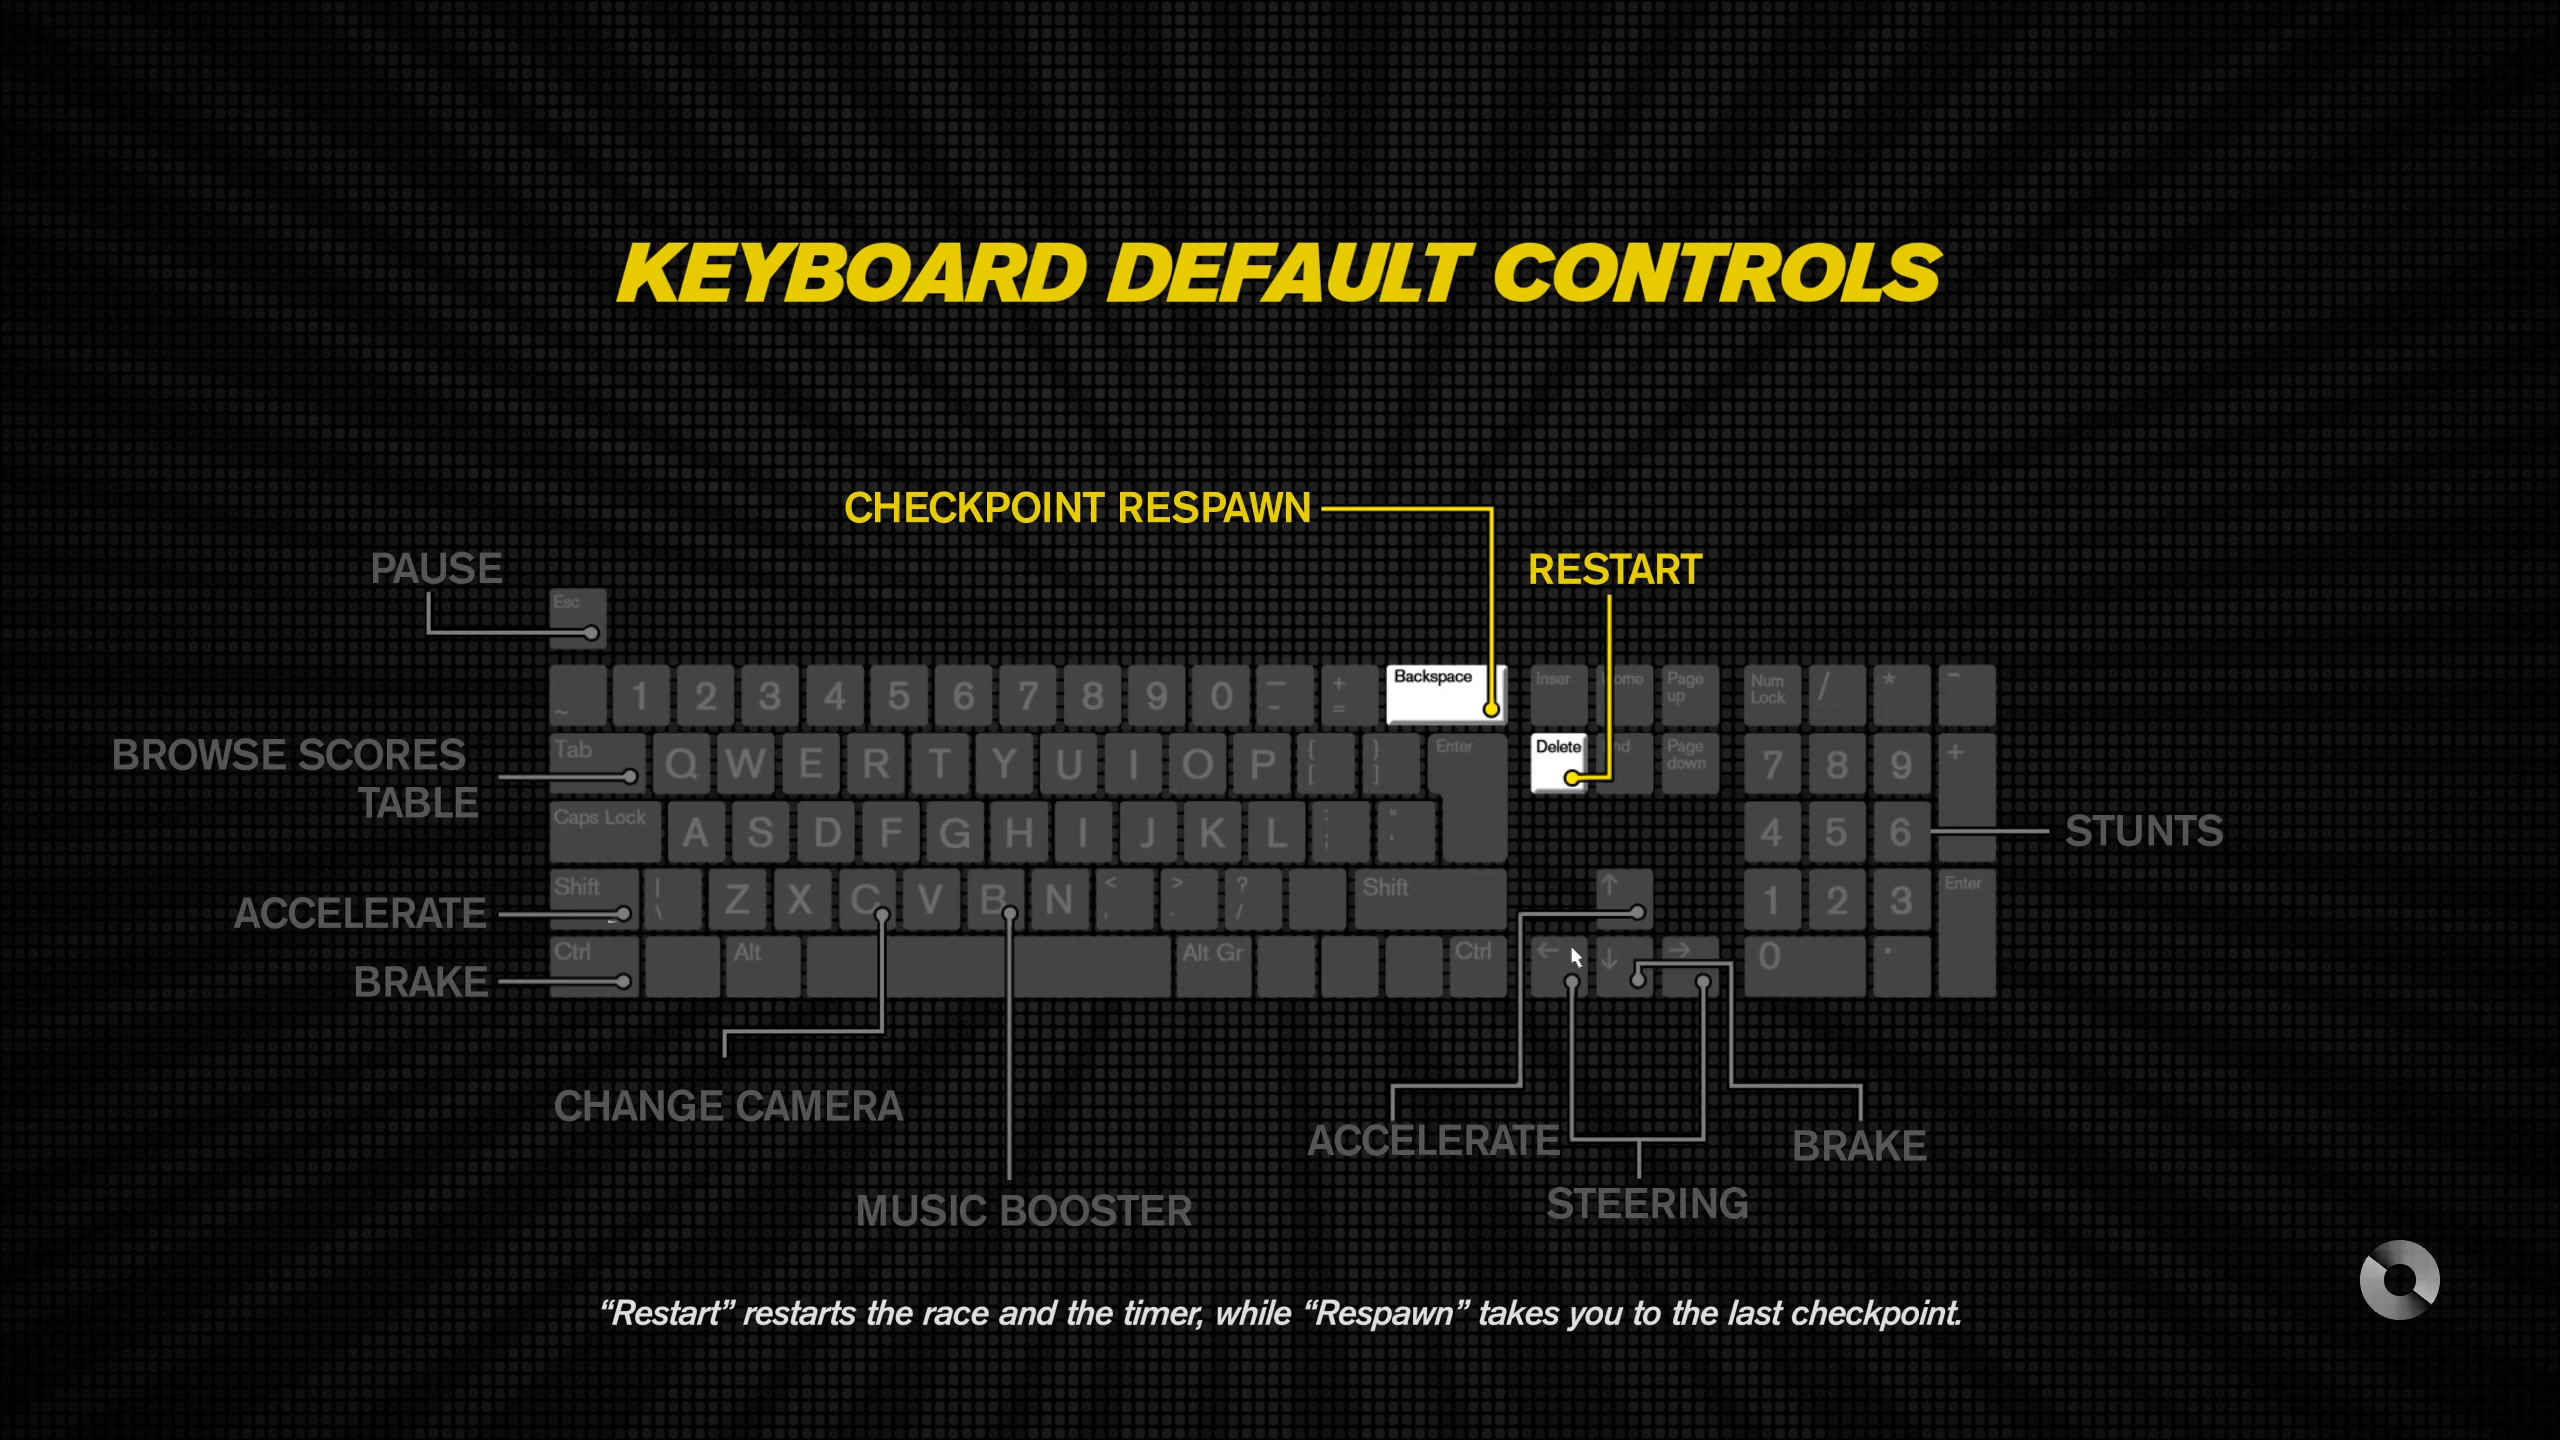 KEYBOARD DEFAULT CONTROLS
CHECKPOINT RESPAWN
PAUSE
RESTART
Esc
~ 1 2 3 4 5 6 7 8 9 0 — - + = Backspace Inser ome Page up Num Lock / * -
BROWSE SCORES
TABLE
Tab Q W E R T Y U I O P { [ } ] Enter Delete nd Page down 7 8 9 +
Caps Lock A S D F G H I J K L : ; “ ‘ 4 5 6
STUNTS
ACCELERATE
Shift | \ Z X C V B N < , > . ? / Shift ↑ 1 2 3 Enter
BRAKE
Ctrl Alt Alt Gr Ctrl ← ↓ → 0 .
CHANGE CAMERA
ACCELERATE
BRAKE
MUSIC BOOSTER
STEERING
“Restart” restarts the race and the timer, while “Respawn” takes you to the last checkpoint.